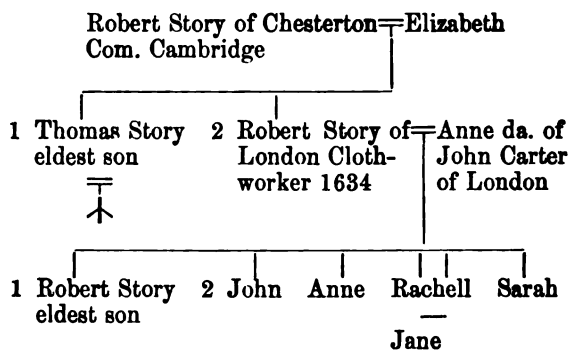 Robert Story of Chesterton Elizabeth
Com. Cambridge
1 Thomas Story 2 Robert Story of Anne da. of
eldest son London Cloth- John Carter
worker 1634 of London
1 Robert Story 2 John Anne Rachell Sarah
eldest son
Jane